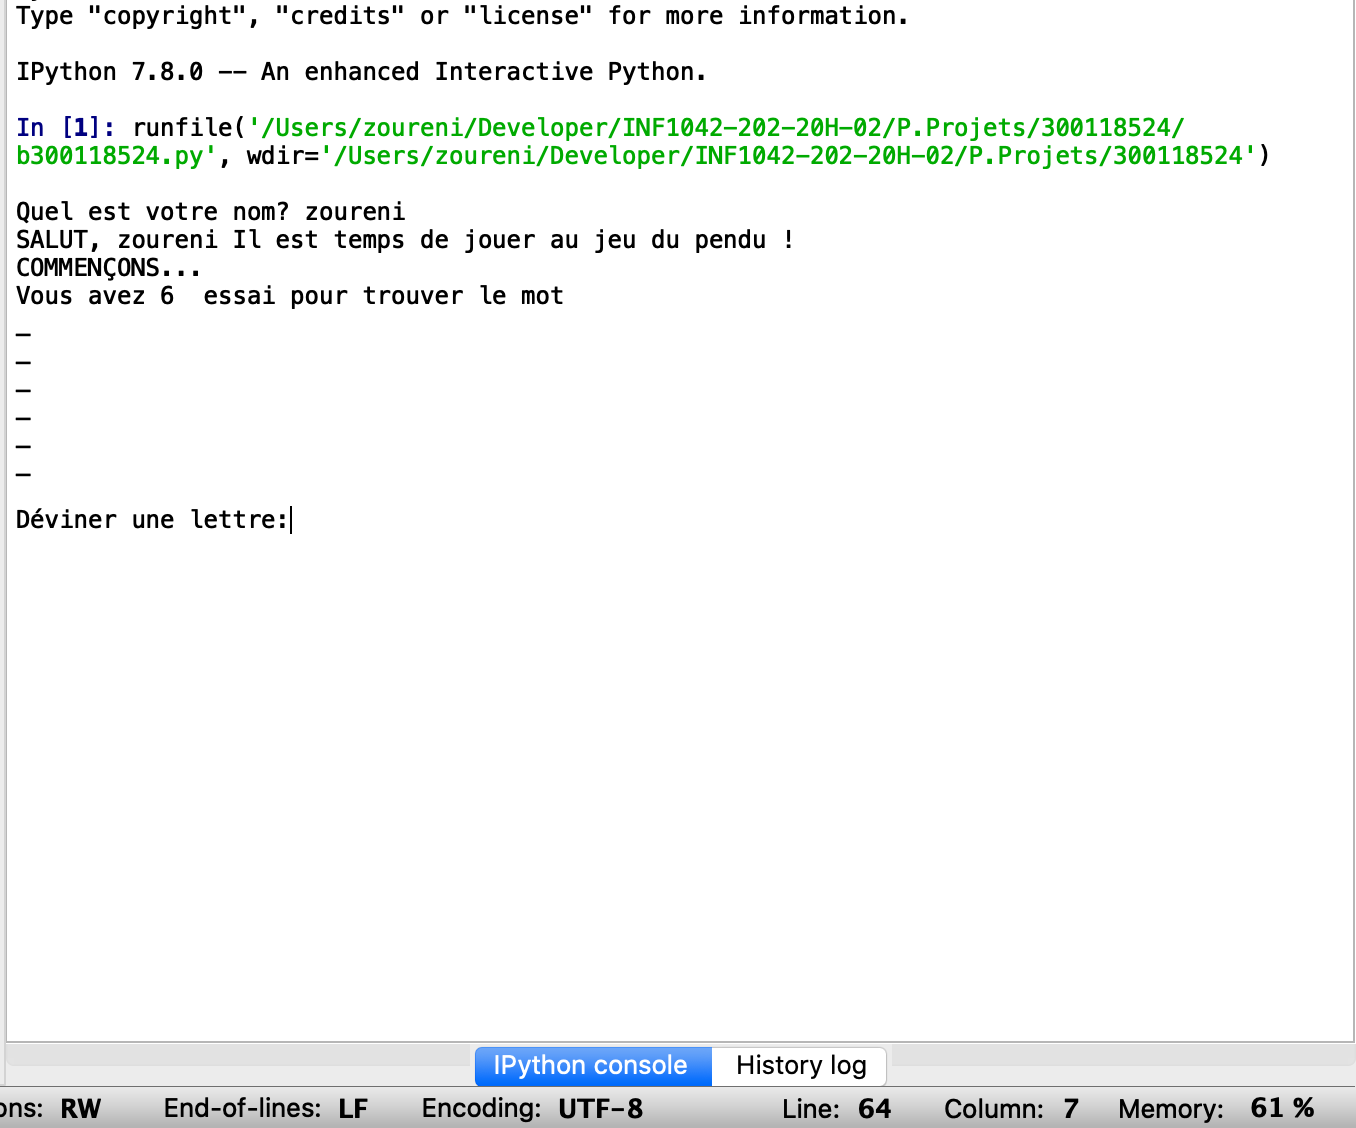 Type "copyright", "credits" or "license" for more information.
IPython 7.8.0 -- An enhanced Interactive Python.
In [1]: runfile('/Users/zoureni/Developer/INF1042-202-20H-02/P.Projets/300118524/
b300118524.py', wdir='/Users/zoureni/Developer/INF1042-202-20H-02/P.Projets/300118524')
Quel est votre nom? zoureni
SALUT, zoureni Il est temps de jouer au jeu du pendu !
COMMENÇONS...
Vous avez 6  essai pour trouver le mot
_
_
_
_
_
_
Déviner une lettre:
IPython console History log
ons: RW End-of-lines: LF Encoding: UTF-8 Line: 64 Column: 7 Memory: 61 %